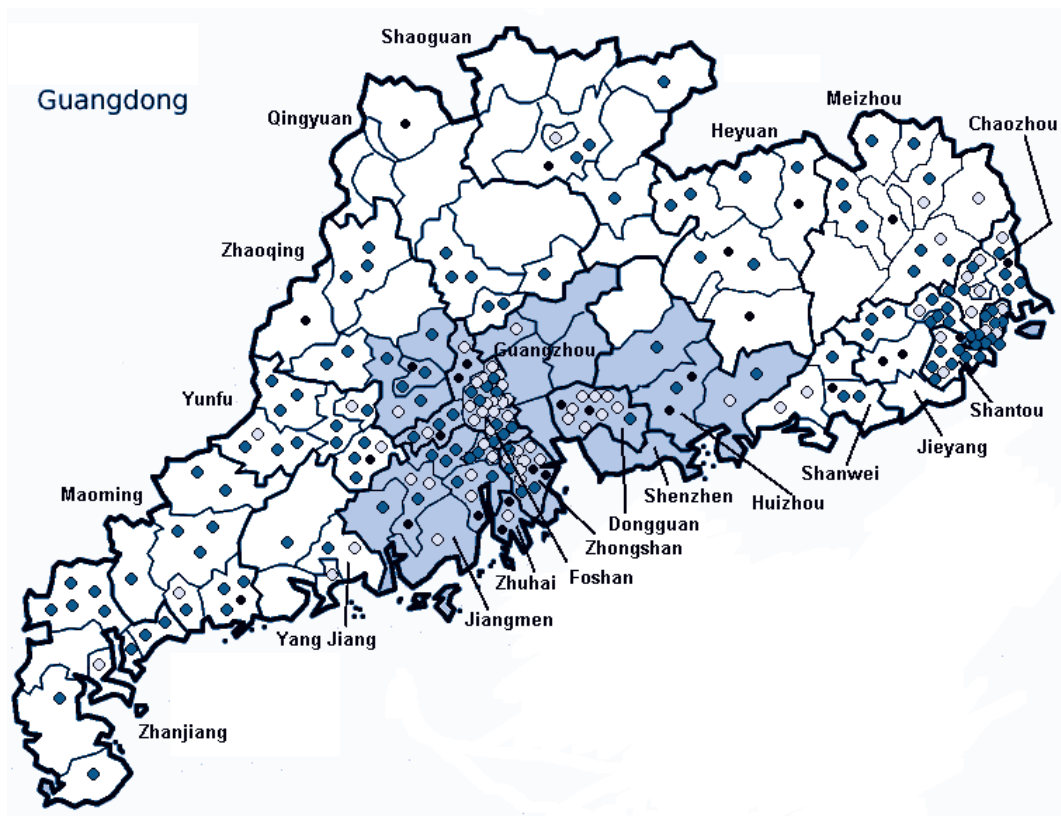 Shaoguan
Guangdong
Meizhou
Qingyuan
Heyuan
Chaozhou
Zhaoqing
Guangzhou
Yunfu
Shantou
Jieyang
Shanwei
Maoming
Shenzhen
Huizhou
Dongguan
Zhongshan
Zhuhai
Foshan
Jiangmen
Yang Jiang
Zhanjiang